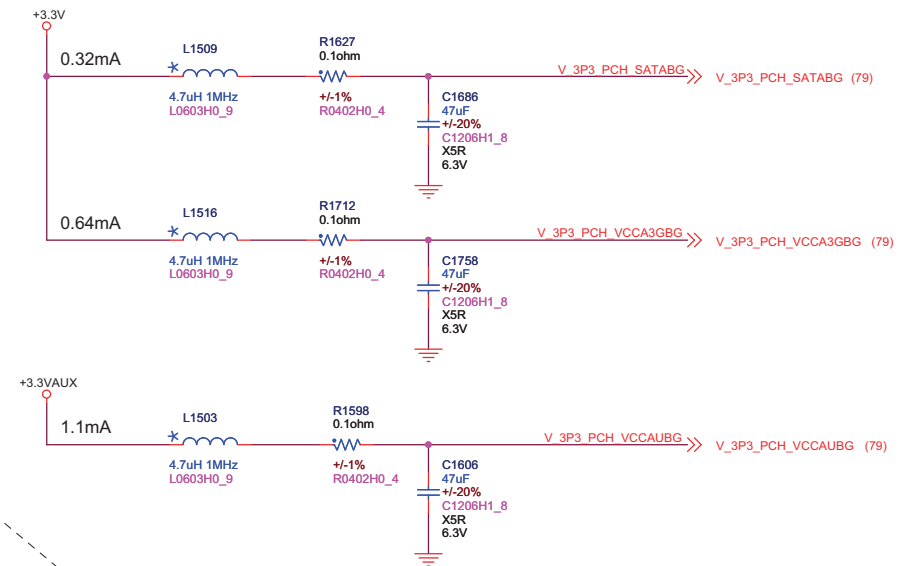 +3.3V
0.32mA
L1509
4.7uH 1MHz
L0603H0_9
R1627
0.1ohm
+/-1%
R0402H0_4
C1686
47uF
+/-20%
C1206H1_8
X5R
6.3V
V_3P3_PCH_SATABG
V_3P3_PCH_SATABG (79)
0.64mA
L1516
4.7uH 1MHz
L0603H0_9
R1712
0.1ohm
+/-1%
R0402H0_4
C1758
47uF
+/-20%
C1206H1_8
X5R
6.3V
V_3P3_PCH_VCCA3GBG
V_3P3_PCH_VCCA3GBG (79)
+3.3VAUX
1.1mA
L1503
4.7uH 1MHz
L0603H0_9
R1598
0.1ohm
+/-1%
R0402H0_4
C1606
47uF
+/-20%
C1206H1_8
X5R
6.3V
V_3P3_PCH_VCCAUBG
V_3P3_PCH_VCCAUBG (79)